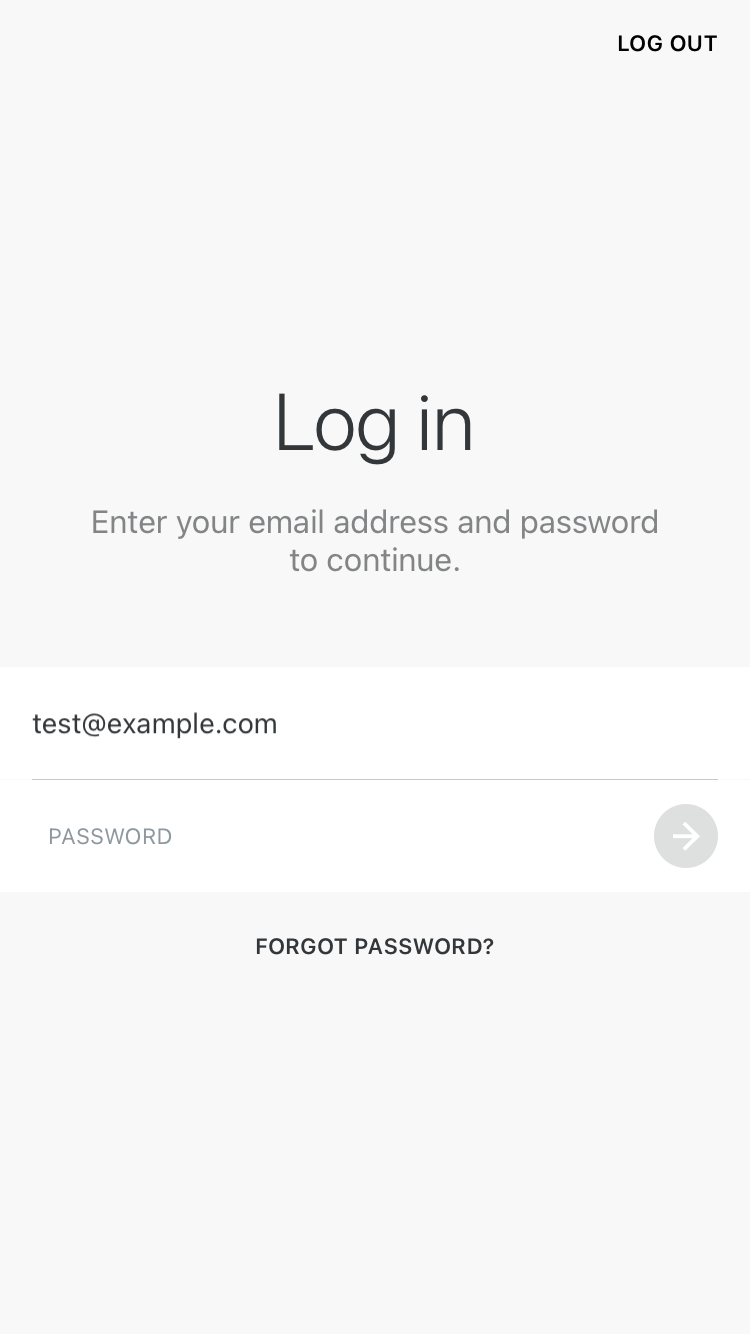 LOG OUT
Log in
Enter your email address and password
to continue.
test@example.com
PASSWORD
FORGOT PASSWORD?